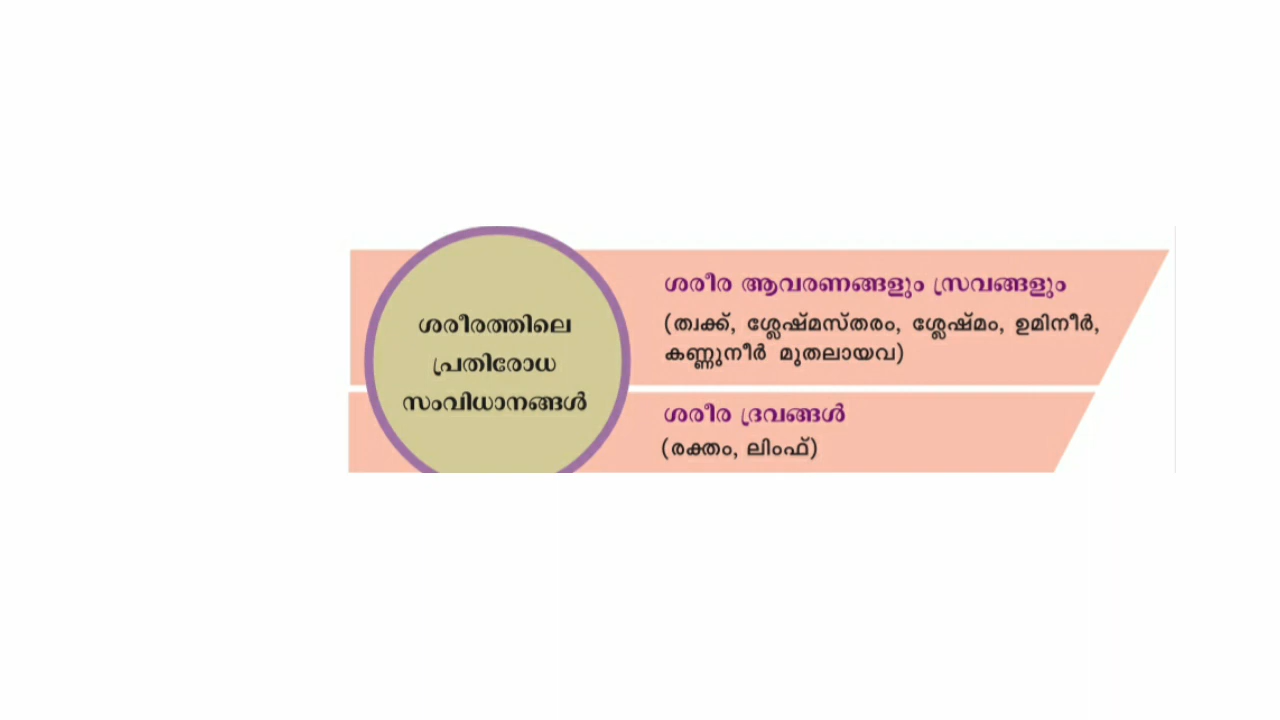 ശരീരത്തിലെ
പ്രതിരോധ
സംവിധാനങ്ങൾ
ശരീര ആവരണങ്ങളും സ്രവങ്ങളും
(ത്വക്ക്, ശ്ലേഷ്മസ്തരം, ശ്ലേഷ്മം, ഉമിനീർ,
കണ്ണുനീർ മുതലായവ)
ശരീര ദ്രവങ്ങൾ
(രക്തം, ലിംഫ്)